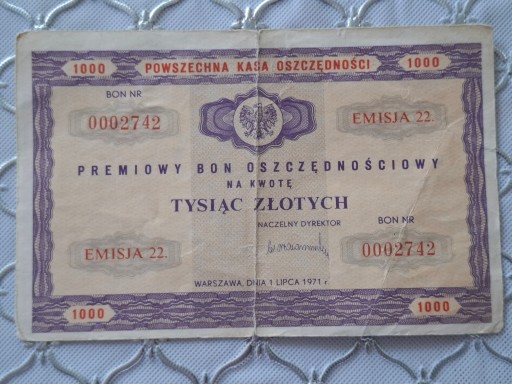 1000 POWSZECHNA KASA OSZCZĘDNOŚCI 1000
BON NR
0002742
EMISJA 22.
PREMIOWY BON OSZCZĘDNOŚCIOWY
NA KWOTĘ
TYSIĄC ZŁOTYCH
NACZELNY DYREKTOR
BON NR
EMISJA 22.
0002742
WARSZAWA, DNIA 1 LIPCA 1971 r.
1000 1000